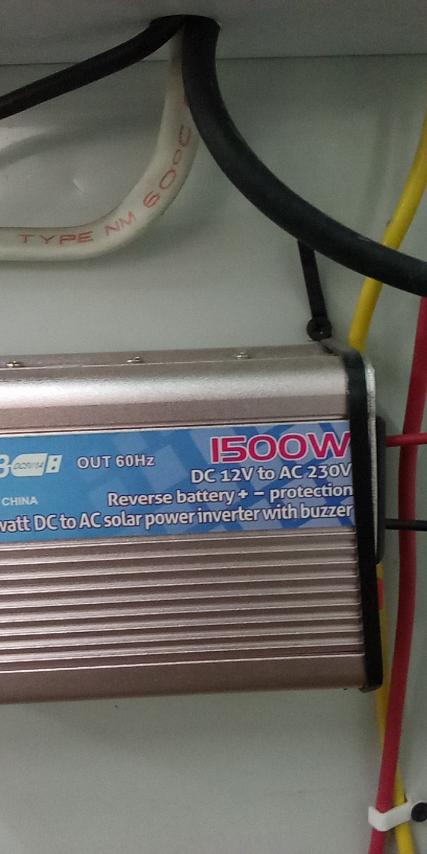 TYPE NM 60°C
OUT 60Hz
1500W
DC 12V to AC 230V
CHINA
Reverse battery + − protection
watt DC to AC solar power inverter with buzzer